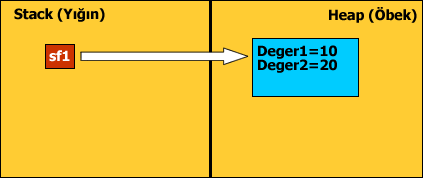 Stack (Yığın)
Heap (Öbek)
sf1
Deger1=10
Deger2=20